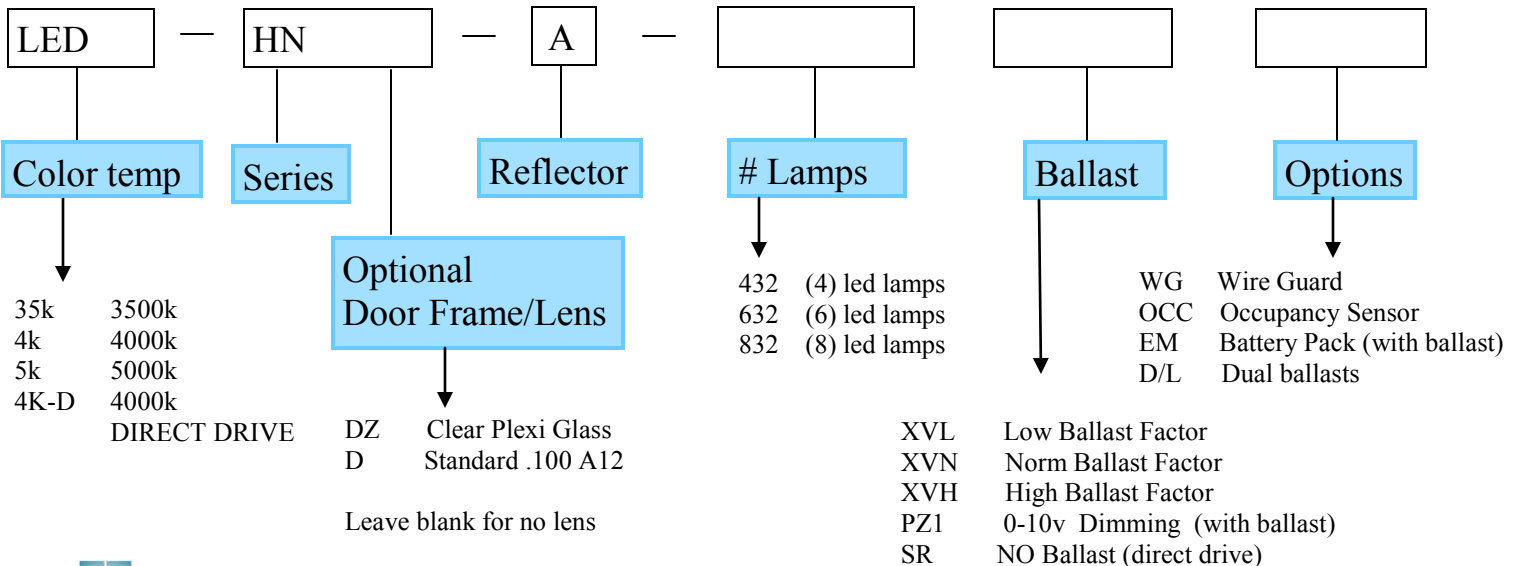 LED — HN — A —
Color temp
Series
Reflector
# Lamps
Ballast
Options
Optional
Door Frame/Lens
35k 3500k
4k 4000k
5k 5000k
4K-D 4000k
DIRECT DRIVE
DZ Clear Plexi Glass
D Standard .100 A12
Leave blank for no lens
432 (4) led lamps
632 (6) led lamps
832 (8) led lamps
XVL Low Ballast Factor
XVN Norm Ballast Factor
XVH High Ballast Factor
PZ1 0-10v Dimming (with ballast)
SR NO Ballast (direct drive)
WG Wire Guard
OCC Occupancy Sensor
EM Battery Pack (with ballast)
D/L Dual ballasts